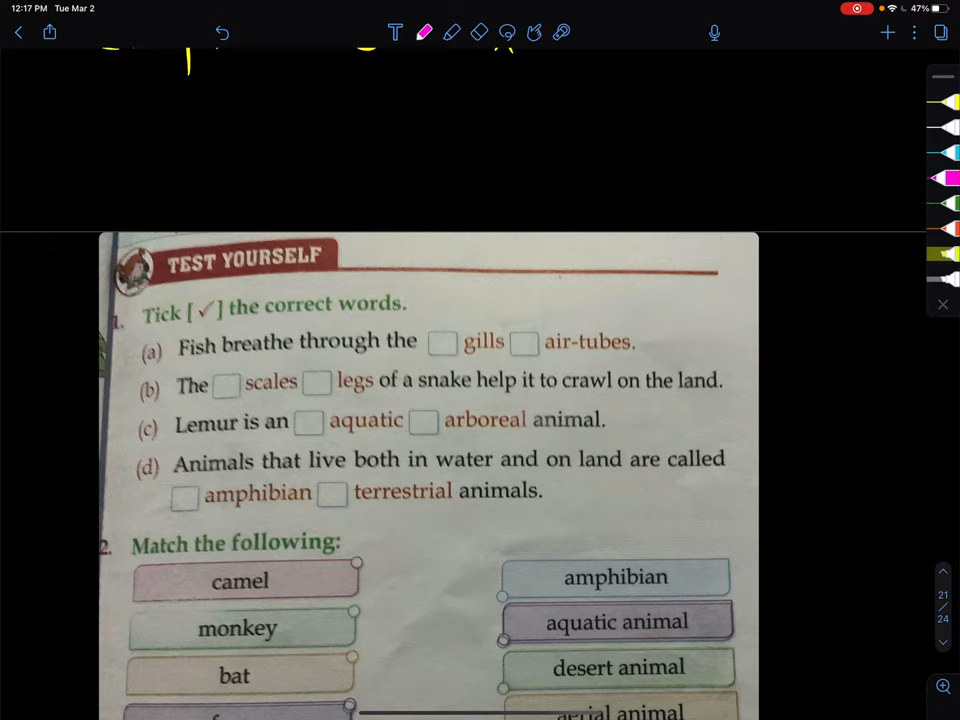 12:17 PM Tue Mar 2
47%
T
TEST YOURSELF
1. Tick [✓] the correct words.
(a) Fish breathe through the gills air-tubes.
(b) The scales legs of a snake help it to crawl on the land.
(c) Lemur is an aquatic arboreal animal.
(d) Animals that live both in water and on land are called
amphibian terrestrial animals.
2. Match the following:
camel amphibian
monkey aquatic animal
bat desert animal
aerial animal
21
/
24